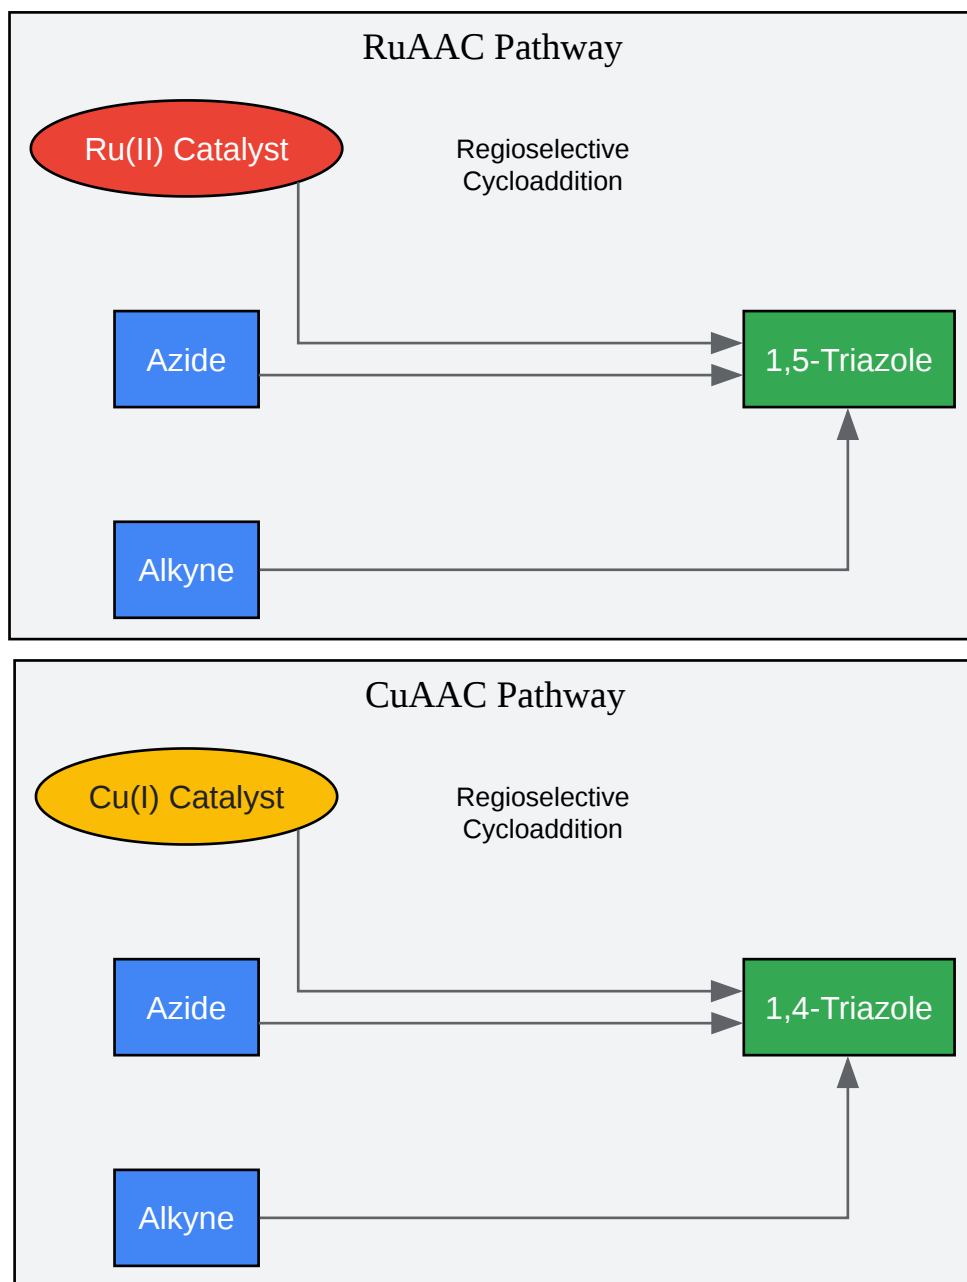 RuAAC Pathway
Ru(II) Catalyst
Regioselective
Cycloaddition
Azide
1,5-Triazole
Alkyne
CuAAC Pathway
Cu(I) Catalyst
Regioselective
Cycloaddition
Azide
1,4-Triazole
Alkyne